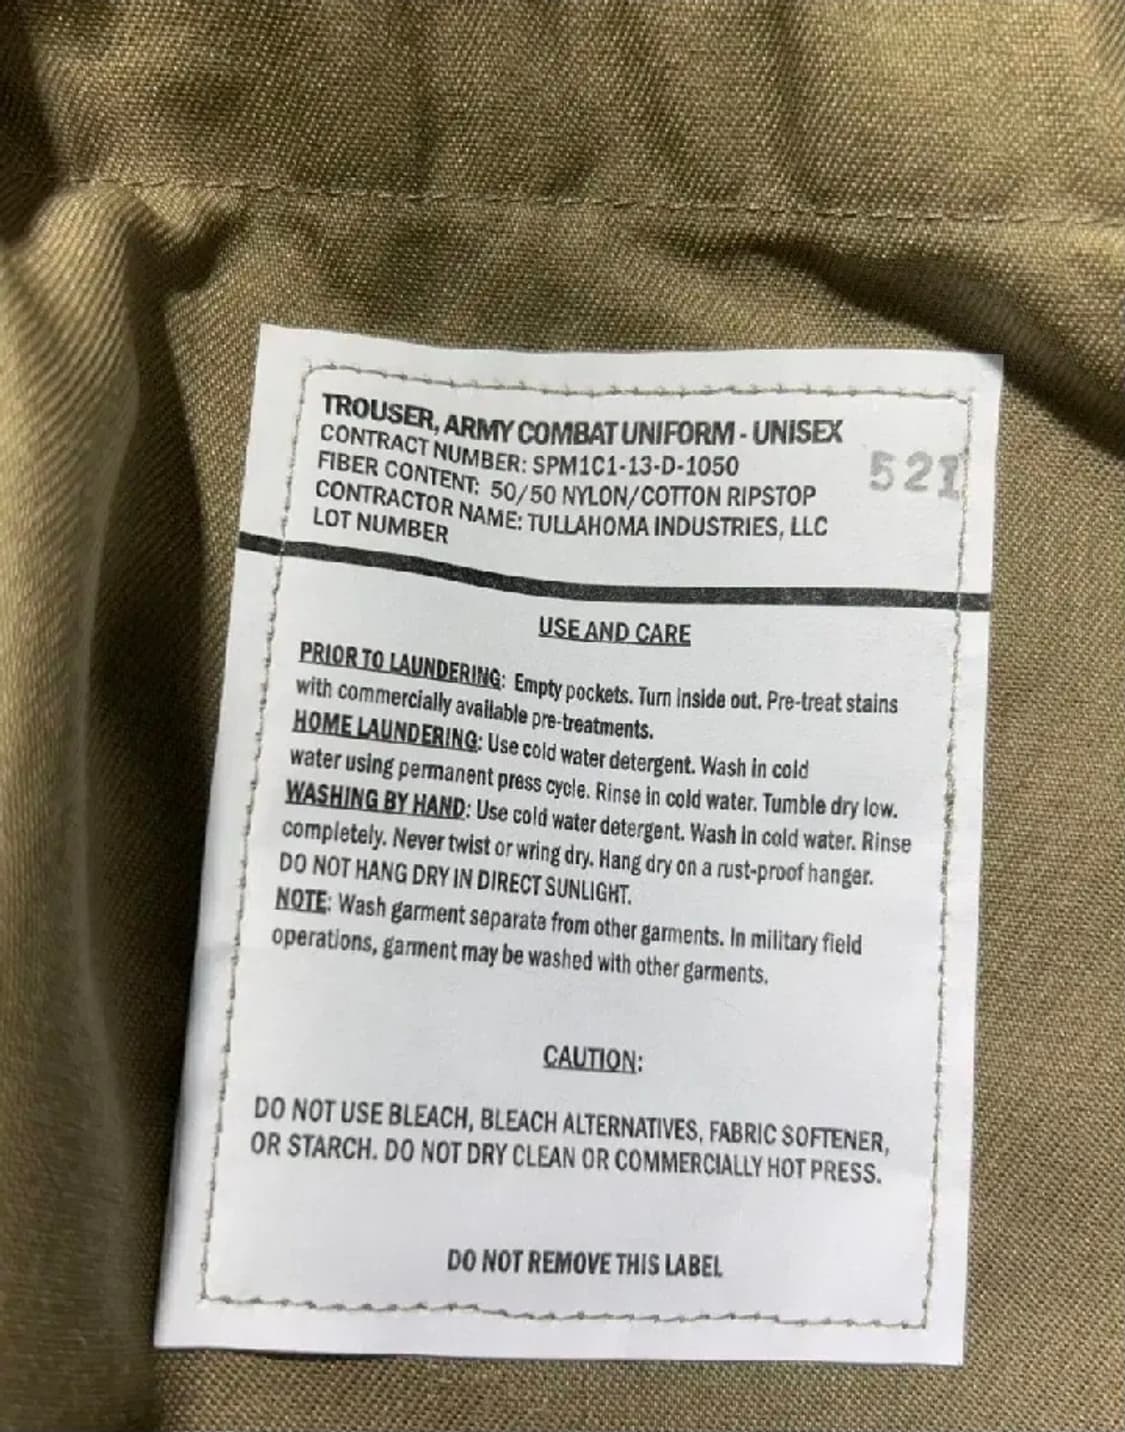 TROUSER, ARMY COMBAT UNIFORM - UNISEX
CONTRACT NUMBER: SPM1C1-13-D-1050
521
FIBER CONTENT: 50/50 NYLON/COTTON RIPSTOP
CONTRACTOR NAME: TULLAHOMA INDUSTRIES, LLC
LOT NUMBER
USE AND CARE
PRIOR TO LAUNDERING: Empty pockets. Turn inside out. Pre-treat stains
with commercially available pre-treatments.
HOME LAUNDERING: Use cold water detergent. Wash in cold
water using permanent press cycle. Rinse in cold water. Tumble dry low.
WASHING BY HAND: Use cold water detergent. Wash in cold water. Rinse
completely. Never twist or wring dry. Hang dry on a rust-proof hanger.
DO NOT HANG DRY IN DIRECT SUNLIGHT.
NOTE: Wash garment separate from other garments. In military field
operations, garment may be washed with other garments.
CAUTION:
DO NOT USE BLEACH, BLEACH ALTERNATIVES, FABRIC SOFTENER,
OR STARCH. DO NOT DRY CLEAN OR COMMERCIALLY HOT PRESS.
DO NOT REMOVE THIS LABEL